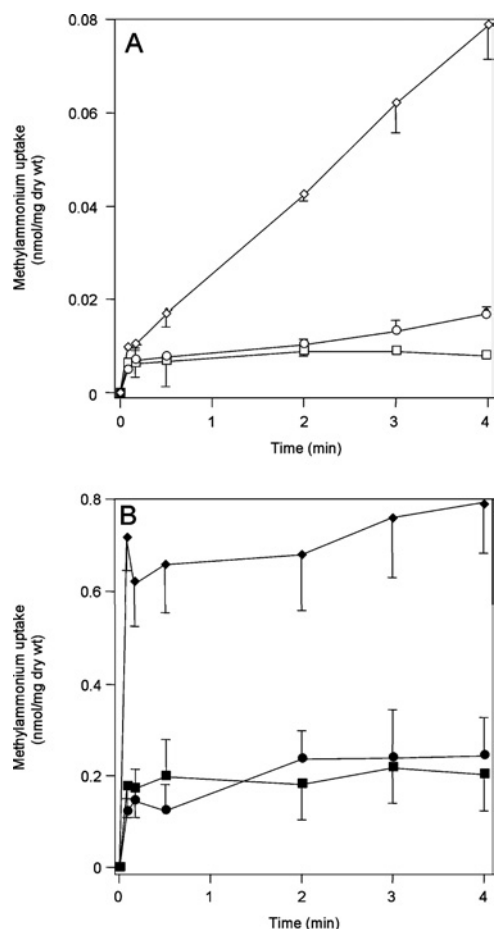 A
Methylammonium uptake
(nmol/mg dry wt)
0.08
0.06
0.04
0.02
0
0 1 2 3 4
Time (min)
B
Methylammonium uptake
(nmol/mg dry wt)
0.8
0.6
0.4
0.2
0
0 1 2 3 4
Time (min)